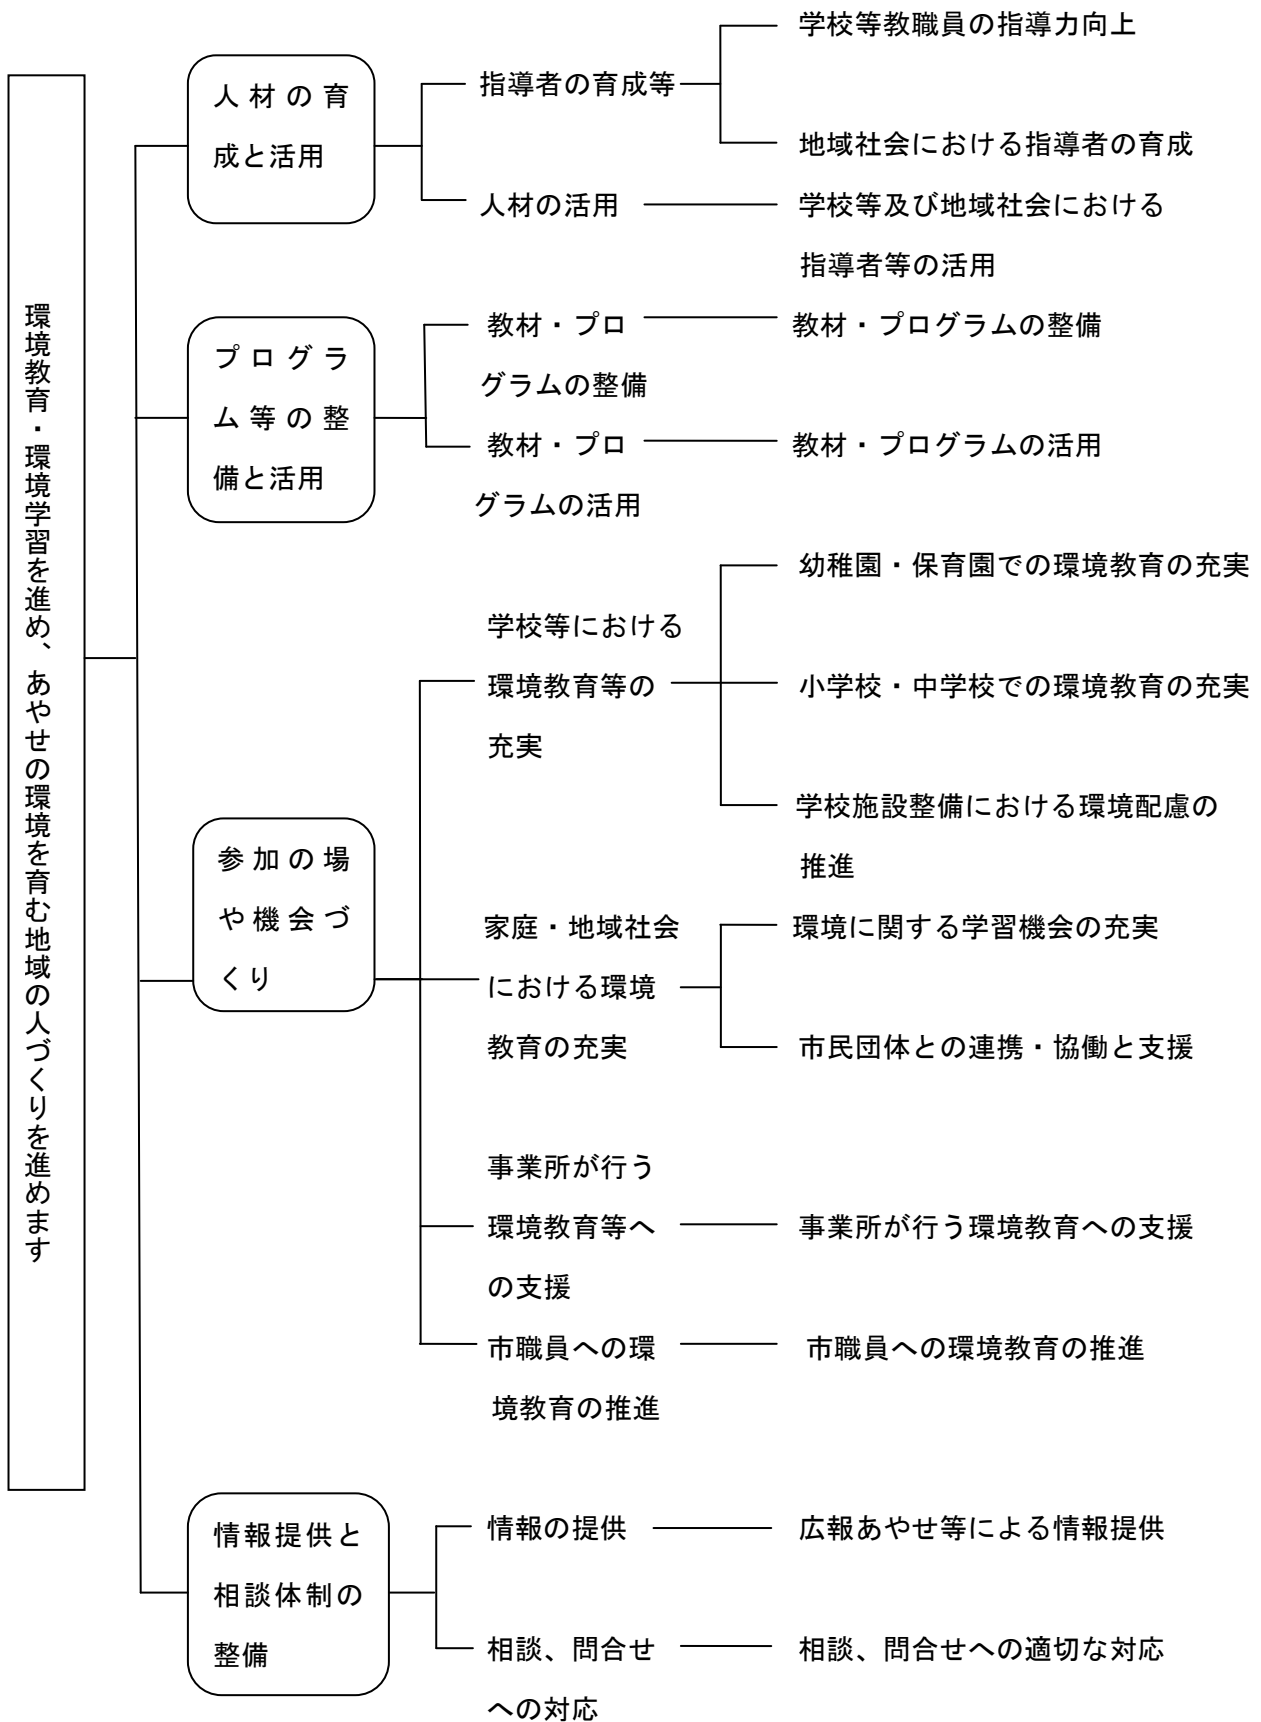 環境教育・環境学習を進め、あやせの環境を育む地域の人づくりを進めます
人材の育
成と活用
指導者の育成等
学校等教職員の指導力向上
地域社会における指導者の育成
人材の活用
学校等及び地域社会における
指導者等の活用
プログラ
ム等の整
備と活用
教材・プロ
グラムの整備
教材・プログラムの整備
教材・プロ
グラムの活用
教材・プログラムの活用
参加の場
や機会づ
くり
学校等における
環境教育等の
充実
幼稚園・保育園での環境教育の充実
小学校・中学校での環境教育の充実
学校施設整備における環境配慮の
推進
家庭・地域社会
における環境
教育の充実
環境に関する学習機会の充実
市民団体との連携・協働と支援
事業所が行う
環境教育等へ
の支援
事業所が行う環境教育への支援
市職員への環
境教育の推進
市職員への環境教育の推進
情報提供と
相談体制の
整備
情報の提供
広報あやせ等による情報提供
相談、問合せ
への対応
相談、問合せへの適切な対応